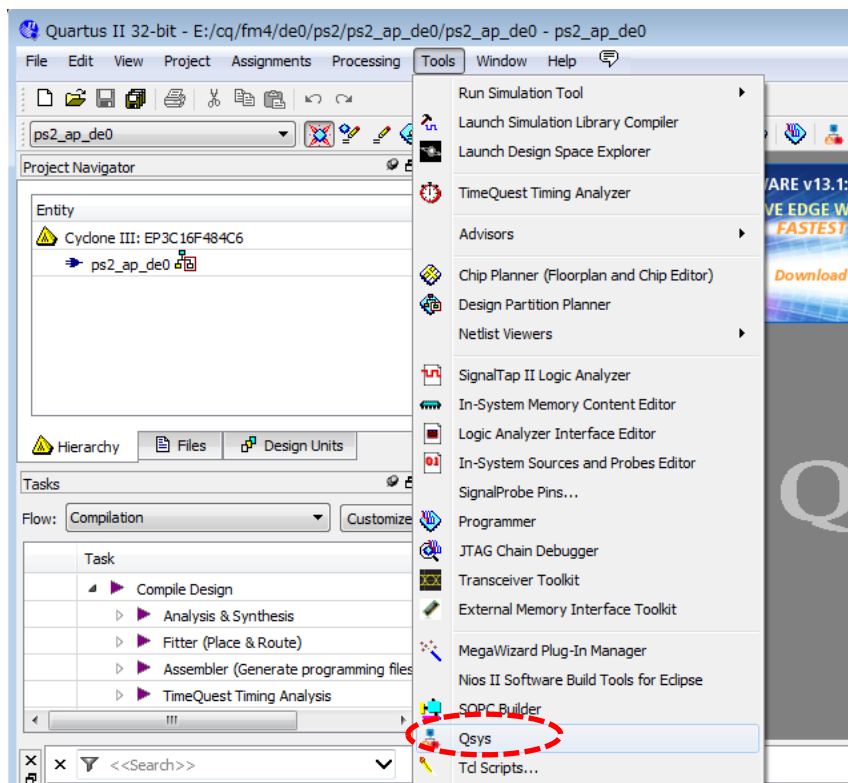 Quartus II 32-bit - E:/cq/fm4/de0/ps2/ps2_ap_de0/ps2_ap_de0 - ps2_ap_de0
File Edit View Project Assignments Processing Tools Window Help
ps2_ap_de0
Project Navigator
Entity
Cyclone III: EP3C16F484C6
ps2_ap_de0
Hierarchy Files Design Units
Tasks
Flow: Compilation Customize
Task
Compile Design
Analysis & Synthesis
Fitter (Place & Route)
Assembler (Generate programming files
TimeQuest Timing Analysis
<<Search>>
Run Simulation Tool
Launch Simulation Library Compiler
Launch Design Space Explorer
TimeQuest Timing Analyzer
Advisors
Chip Planner (Floorplan and Chip Editor)
Design Partition Planner
Netlist Viewers
SignalTap II Logic Analyzer
In-System Memory Content Editor
Logic Analyzer Interface Editor
In-System Sources and Probes Editor
SignalProbe Pins...
Programmer
JTAG Chain Debugger
Transceiver Toolkit
External Memory Interface Toolkit
MegaWizard Plug-In Manager
Nios II Software Build Tools for Eclipse
SOPC Builder
Qsys
Tcl Scripts...
ARE v13.1:
VE EDGE W
FASTEST
Download
Q